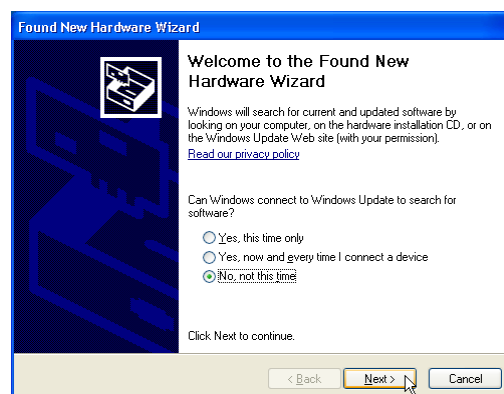 Found New Hardware Wizard
Welcome to the Found New
Hardware Wizard
Windows will search for current and updated software by
looking on your computer, on the hardware installation CD, or on
the Windows Update Web site (with your permission).
Read our privacy policy
Can Windows connect to Windows Update to search for
software?
Yes, this time only
Yes, now and every time I connect a device
No, not this time
Click Next to continue.
< Back Next > Cancel